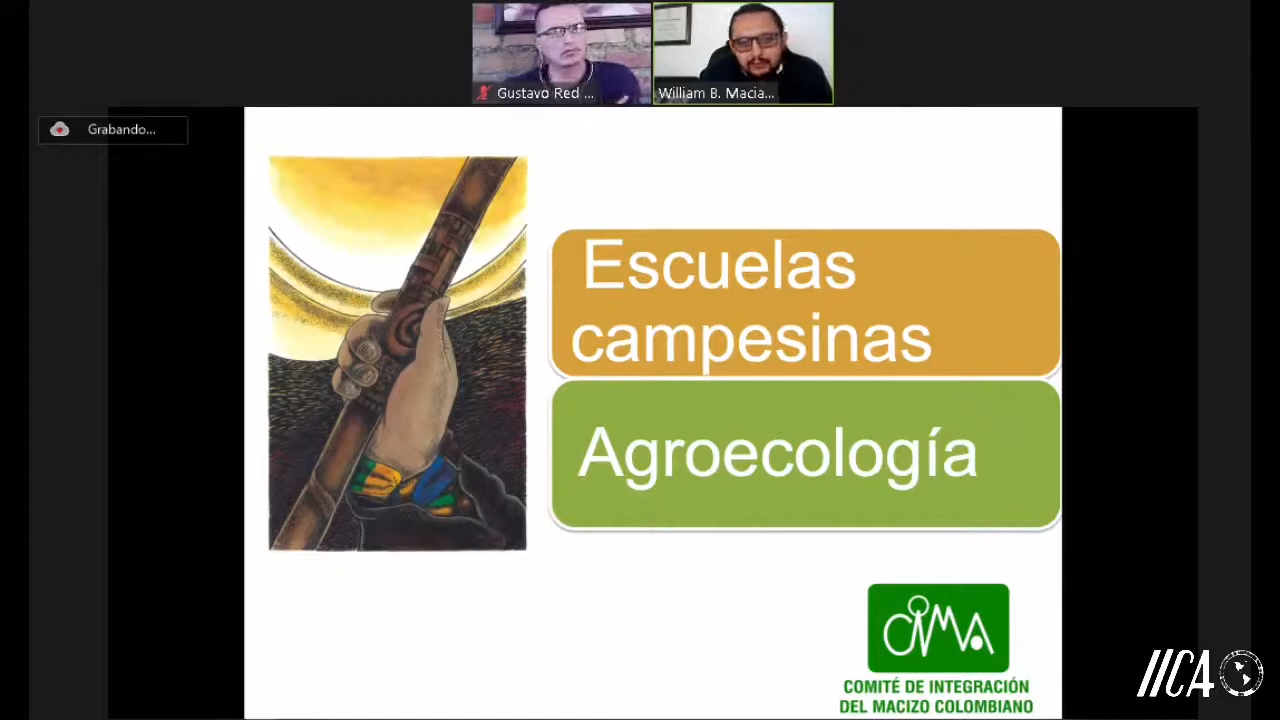 Gustavo Red ...
William B. Macia...
Grabando...
Escuelas
campesinas
Agroecología
CIMA
COMITÉ DE INTEGRACIÓN
DEL MACIZO COLOMBIANO
IICA